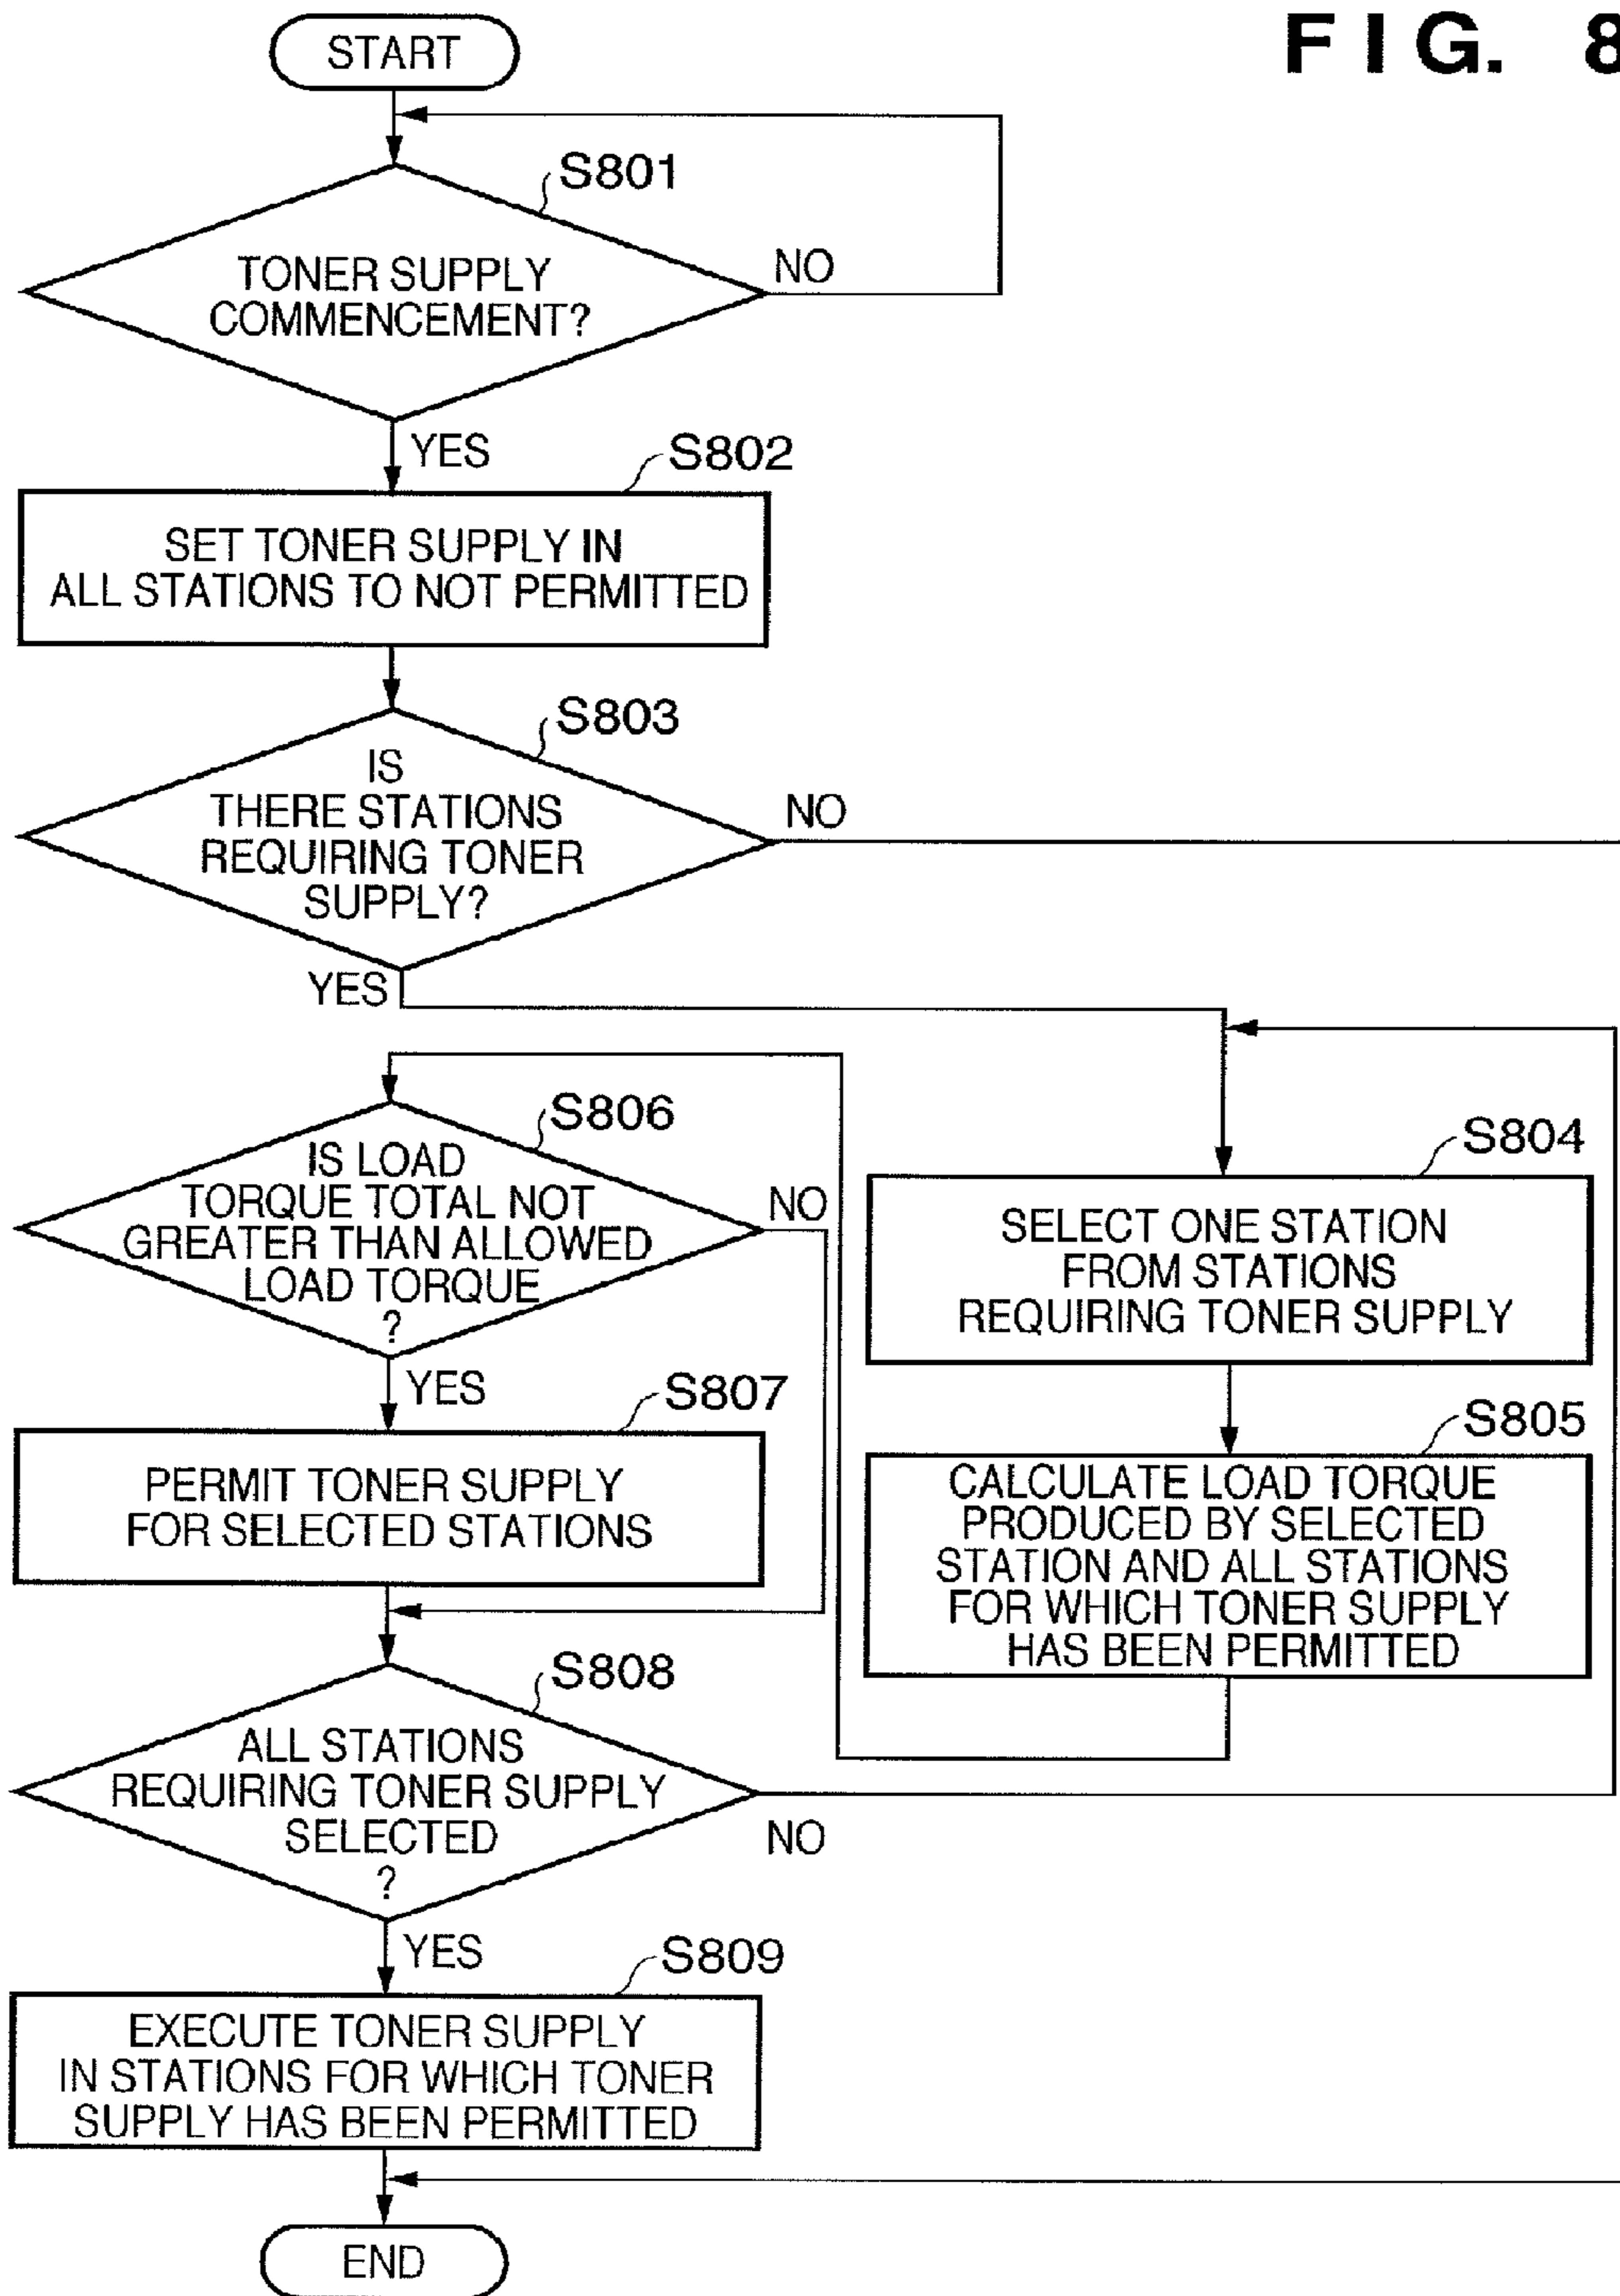 FIG. 8
START
S801
TONER SUPPLY
COMMENCEMENT?
NO
YES
S802
SET TONER SUPPLY IN
ALL STATIONS TO NOT PERMITTED
S803
IS
THERE STATIONS
REQUIRING TONER
SUPPLY?
NO
YES
S804
SELECT ONE STATION
FROM STATIONS
REQUIRING TONER SUPPLY
S805
CALCULATE LOAD TORQUE
PRODUCED BY SELECTED
STATION AND ALL STATIONS
FOR WHICH TONER SUPPLY
HAS BEEN PERMITTED
S806
IS LOAD
TORQUE TOTAL NOT
GREATER THAN ALLOWED
LOAD TORQUE
?
NO
YES
S807
PERMIT TONER SUPPLY
FOR SELECTED STATIONS
S808
ALL STATIONS
REQUIRING TONER SUPPLY
SELECTED
?
NO
YES
S809
EXECUTE TONER SUPPLY
IN STATIONS FOR WHICH TONER
SUPPLY HAS BEEN PERMITTED
END